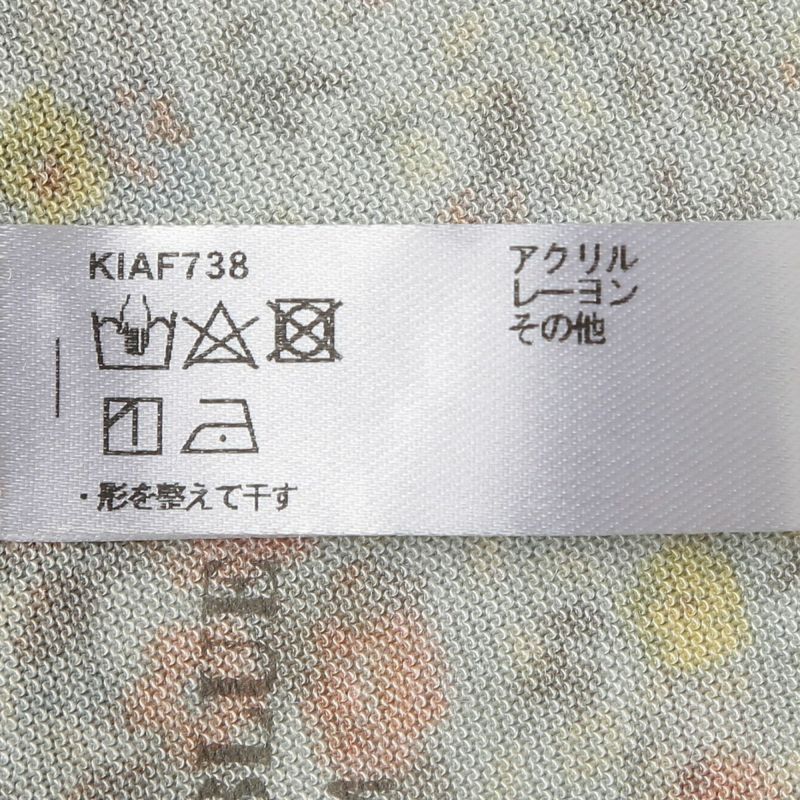 KIAF738
アクリル
レーヨン
その他
・形を整えて干す